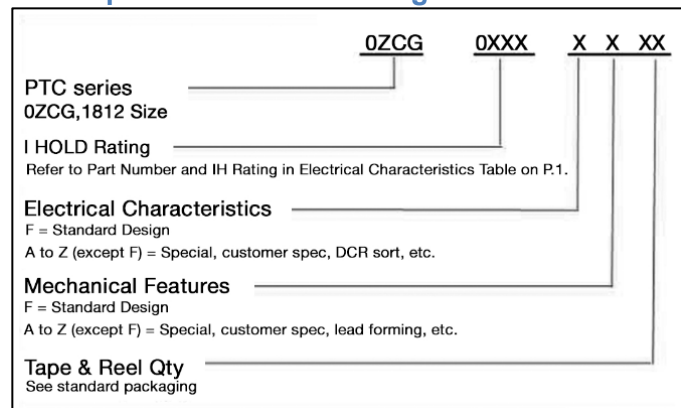 0ZCG 0XXX X X XX
PTC series
0ZCG,1812 Size
I HOLD Rating
Refer to Part Number and IH Rating in Electrical Characteristics Table on P.1.
Electrical Characteristics
F = Standard Design
A to Z (except F) = Special, customer spec, DCR sort, etc.
Mechanical Features
F = Standard Design
A to Z (except F) = Special, customer spec, lead forming, etc.
Tape & Reel Qty
See standard packaging